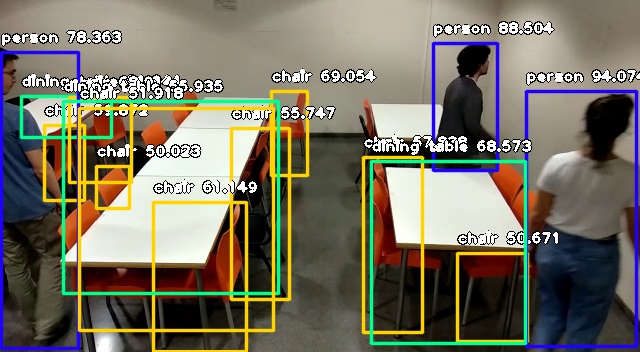 person 78.363
person 88.504
person 94.074
chair 69.054
chair 51.918
chair 55.747
chair 50.023
dining table 68.573
chair 61.149
chair 50.671